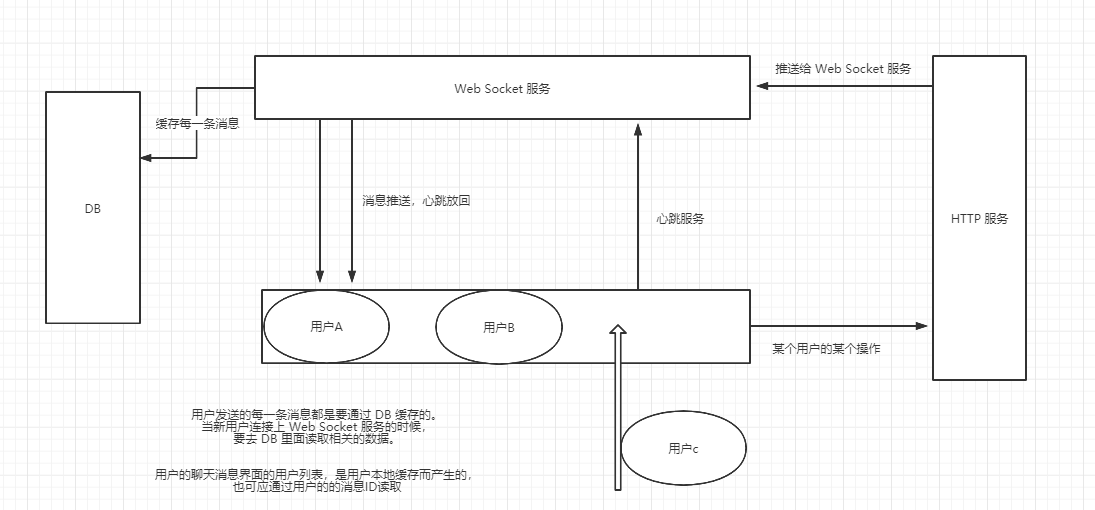 推送给 Web Socket 服务
Web Socket 服务
缓存每一条消息
消息推送，心跳放回
DB
心跳服务
HTTP 服务
用户A
用户B
某个用户的某个操作
用户发送的每一条消息都是要通过 DB 缓存的。
当新用户连接上 Web Socket 服务的时候，
要去 DB 里面读取相关的数据。
用户c
用户的聊天消息界面的用户列表，是用户本地缓存而产生的，
也可应通过用户的的消息ID读取